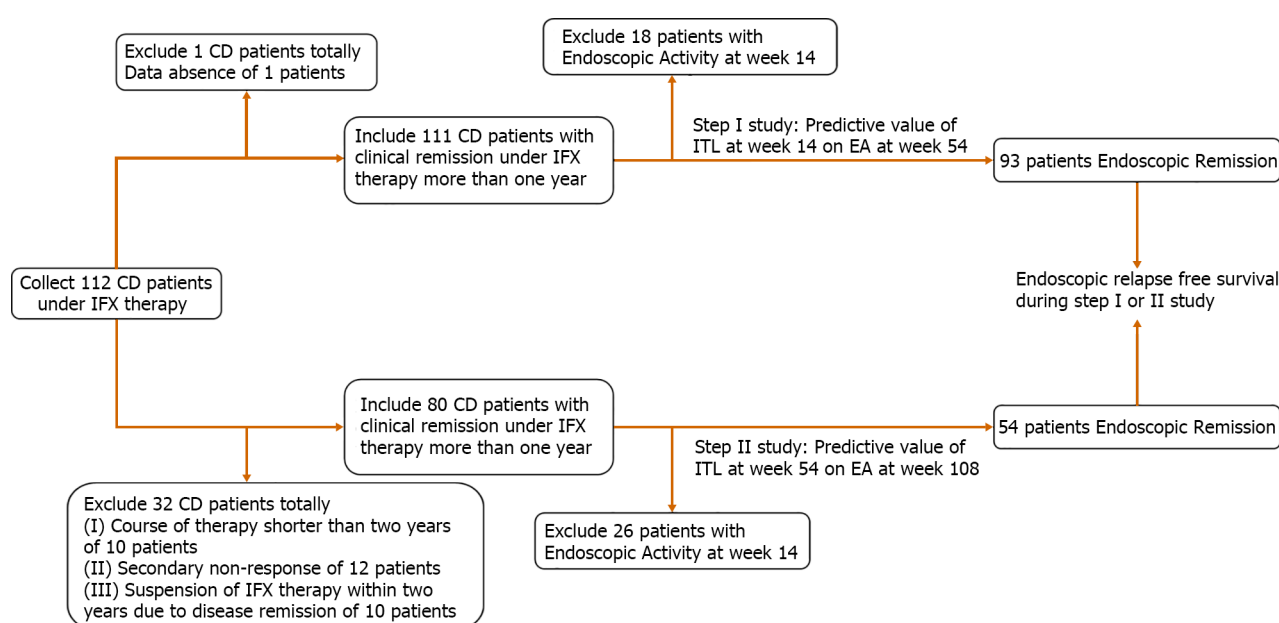 Exclude 1 CD patients totally
Data absence of 1 patients
Exclude 18 patients with
Endoscopic Activity at week 14
Include 111 CD patients with
clinical remission under IFX
therapy more than one year
Step I study: Predictive value of
ITL at week 14 on EA at week 54
93 patients Endoscopic Remission
Collect 112 CD patients
under IFX therapy
Endoscopic relapse free survival
during step I or II study
Include 80 CD patients with
clinical remission under IFX
therapy more than one year
Step II study: Predictive value of
ITL at week 54 on EA at week 108
54 patients Endoscopic Remission
Exclude 32 CD patients totally
(I) Course of therapy shorter than two years
of 10 patients
(II) Secondary non-response of 12 patients
(III) Suspension of IFX therapy within two
years due to disease remission of 10 patients
Exclude 26 patients with
Endoscopic Activity at week 14